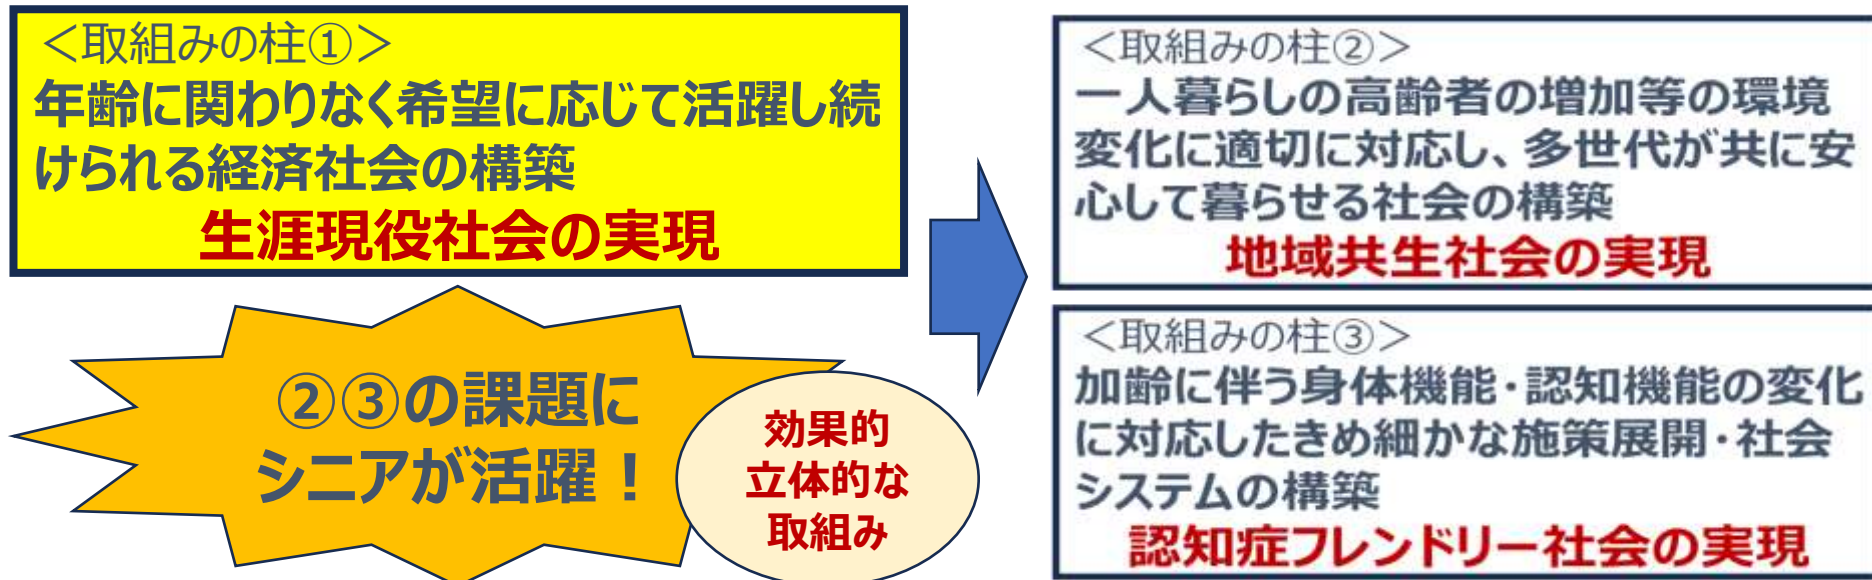 ＜取組みの柱①＞
年齢に関わりなく希望に応じて活躍し続
けられる経済社会の構築
生涯現役社会の実現
②③の課題に
シニアが活躍！
効果的
立体的な
取組み
＜取組みの柱②＞
一人暮らしの高齢者の増加等の環境
変化に適切に対応し、多世代が共に安
心して暮らせる社会の構築
地域共生社会の実現
＜取組みの柱③＞
加齢に伴う身体機能・認知機能の変化
に対応したきめ細かな施策展開・社会
システムの構築
認知症フレンドリー社会の実現